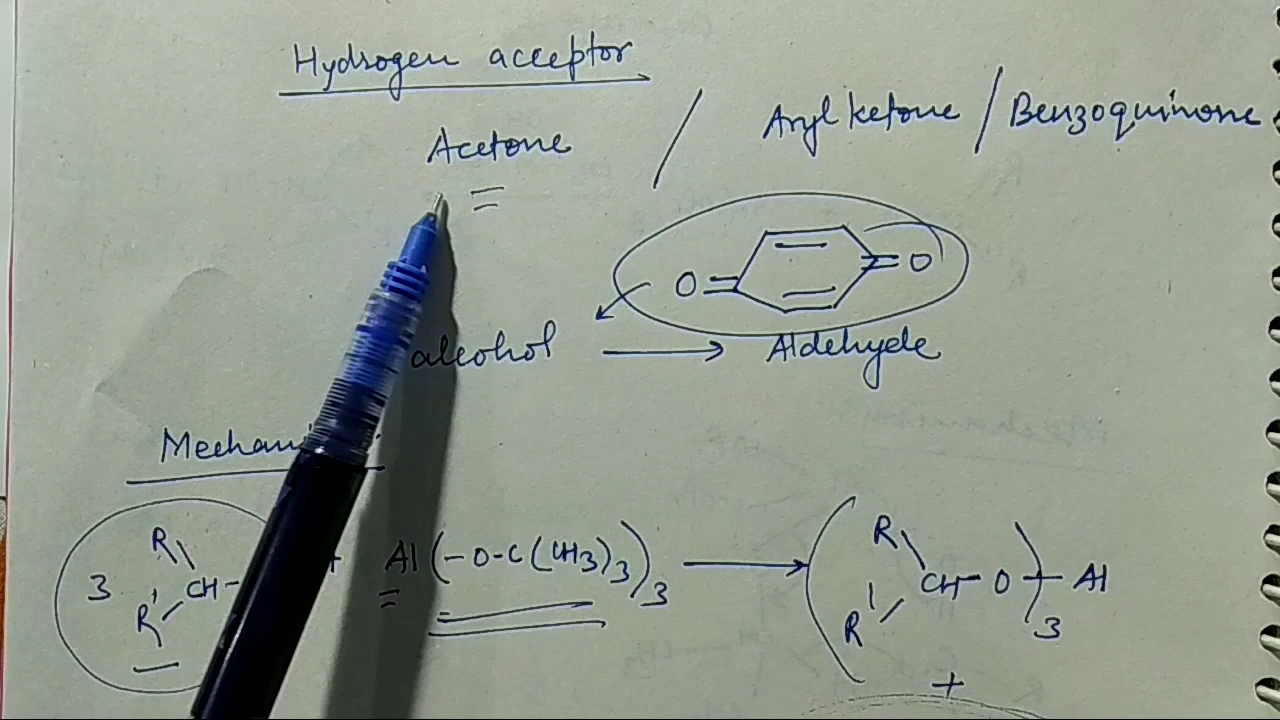 Hydrogen acceptor
Acetone / Aryl ketone / Benzoquinone
O= =O
alcohol → Aldehyde
3 R R' CH- + Al(-O-C(CH3)3)3 → (R R' CH-O)3-Al
+